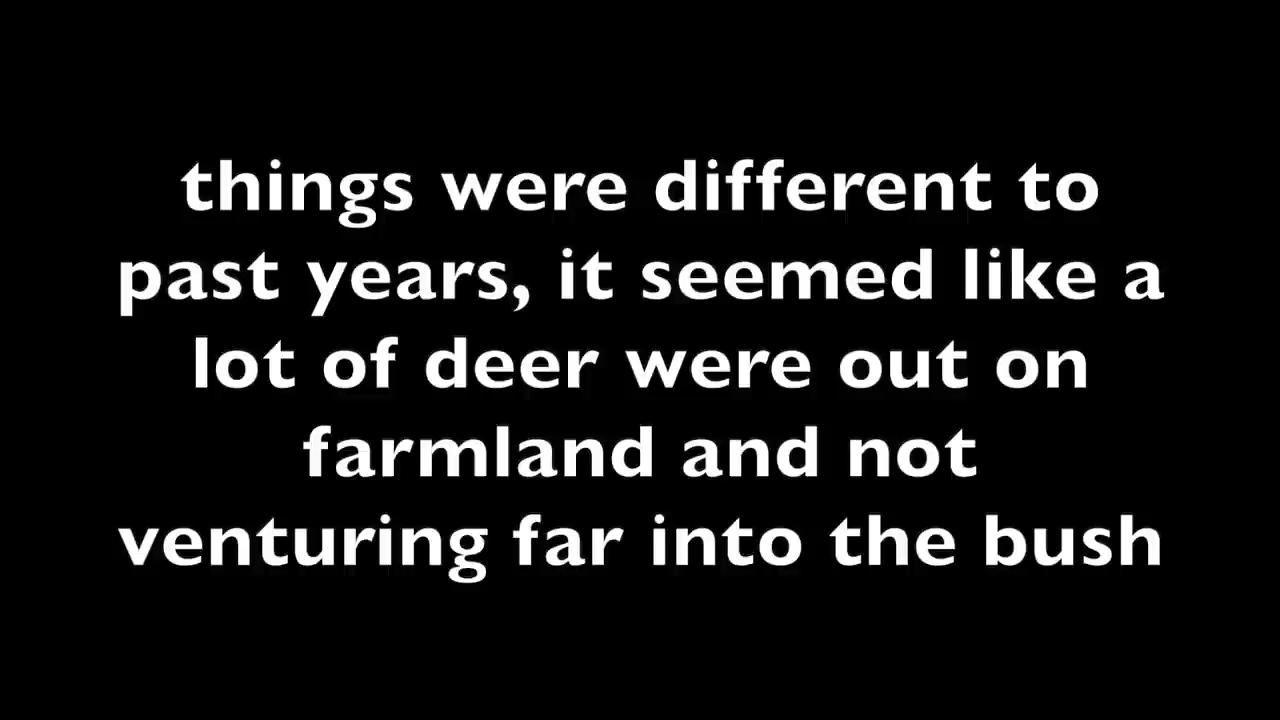 things were different to
past years, it seemed like a
lot of deer were out on
farmland and not
venturing far into the bush